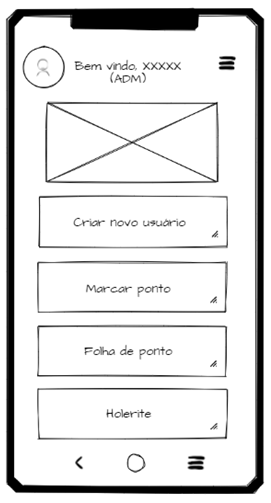 Bem vindo, XXXXX
(ADM)
Criar novo usuário
Marcar ponto
Folha de ponto
Holerite